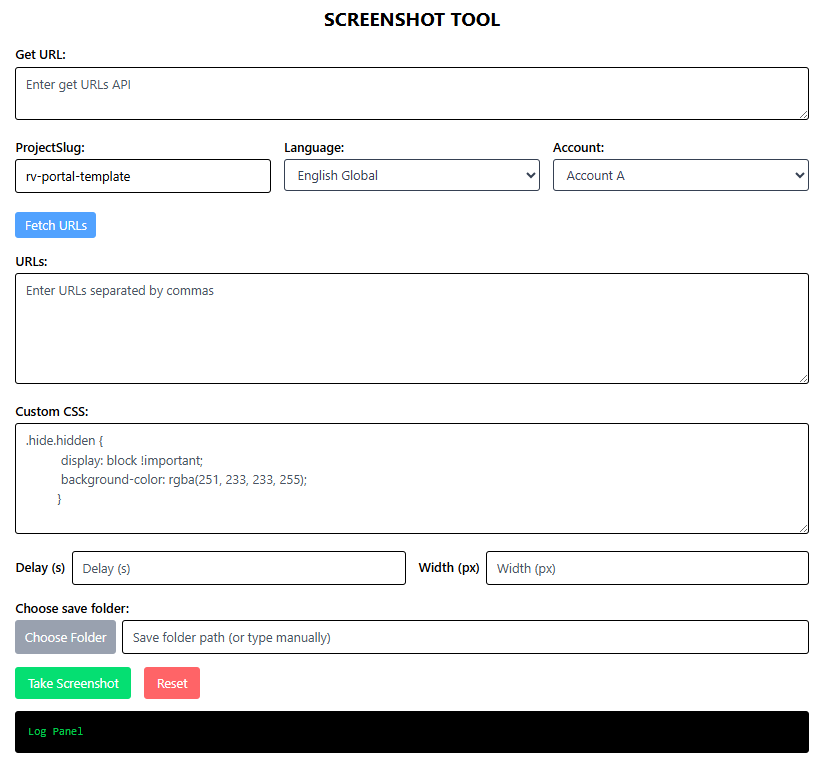 SCREENSHOT TOOL
Get URL:
Enter get URLs API
ProjectSlug: Language: Account:
rv-portal-template English Global Account A
Fetch URLs
URLs:
Enter URLs separated by commas
Custom CSS:
.hide.hidden {
display: block !important;
background-color: rgba(251, 233, 233, 255);
}
Delay (s) Delay (s) Width (px) Width (px)
Choose save folder:
Choose Folder Save folder path (or type manually)
Take Screenshot Reset
Log Panel